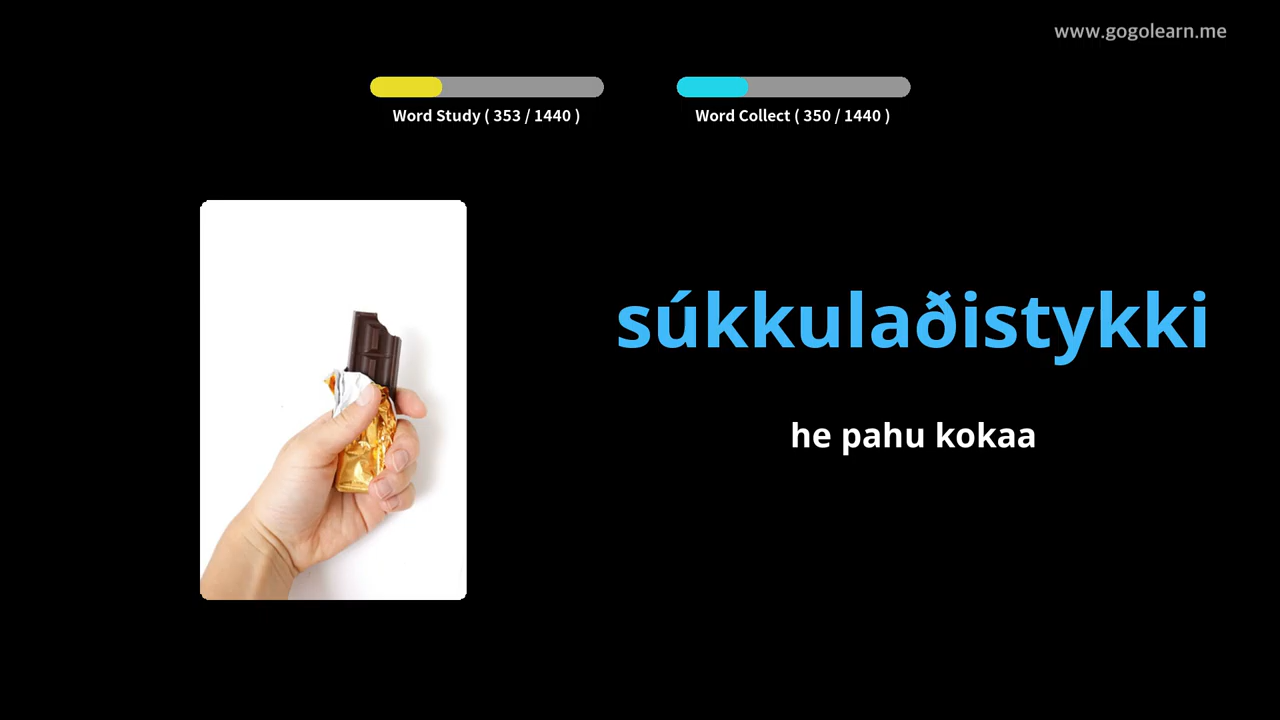 www.gogolearn.me
Word Study ( 353 / 1440 )
Word Collect ( 350 / 1440 )
súkkulaðistykki
he pahu kokaa